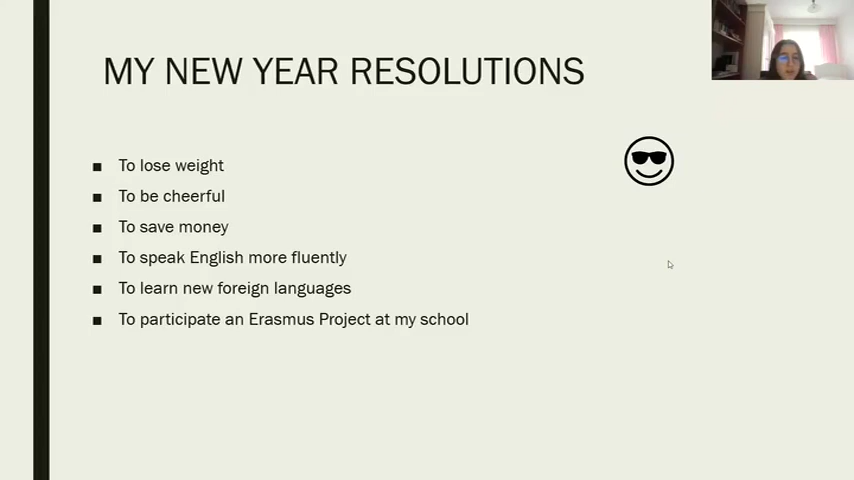 MY NEW YEAR RESOLUTIONS
To lose weight
To be cheerful
To save money
To speak English more fluently
To learn new foreign languages
To participate an Erasmus Project at my school